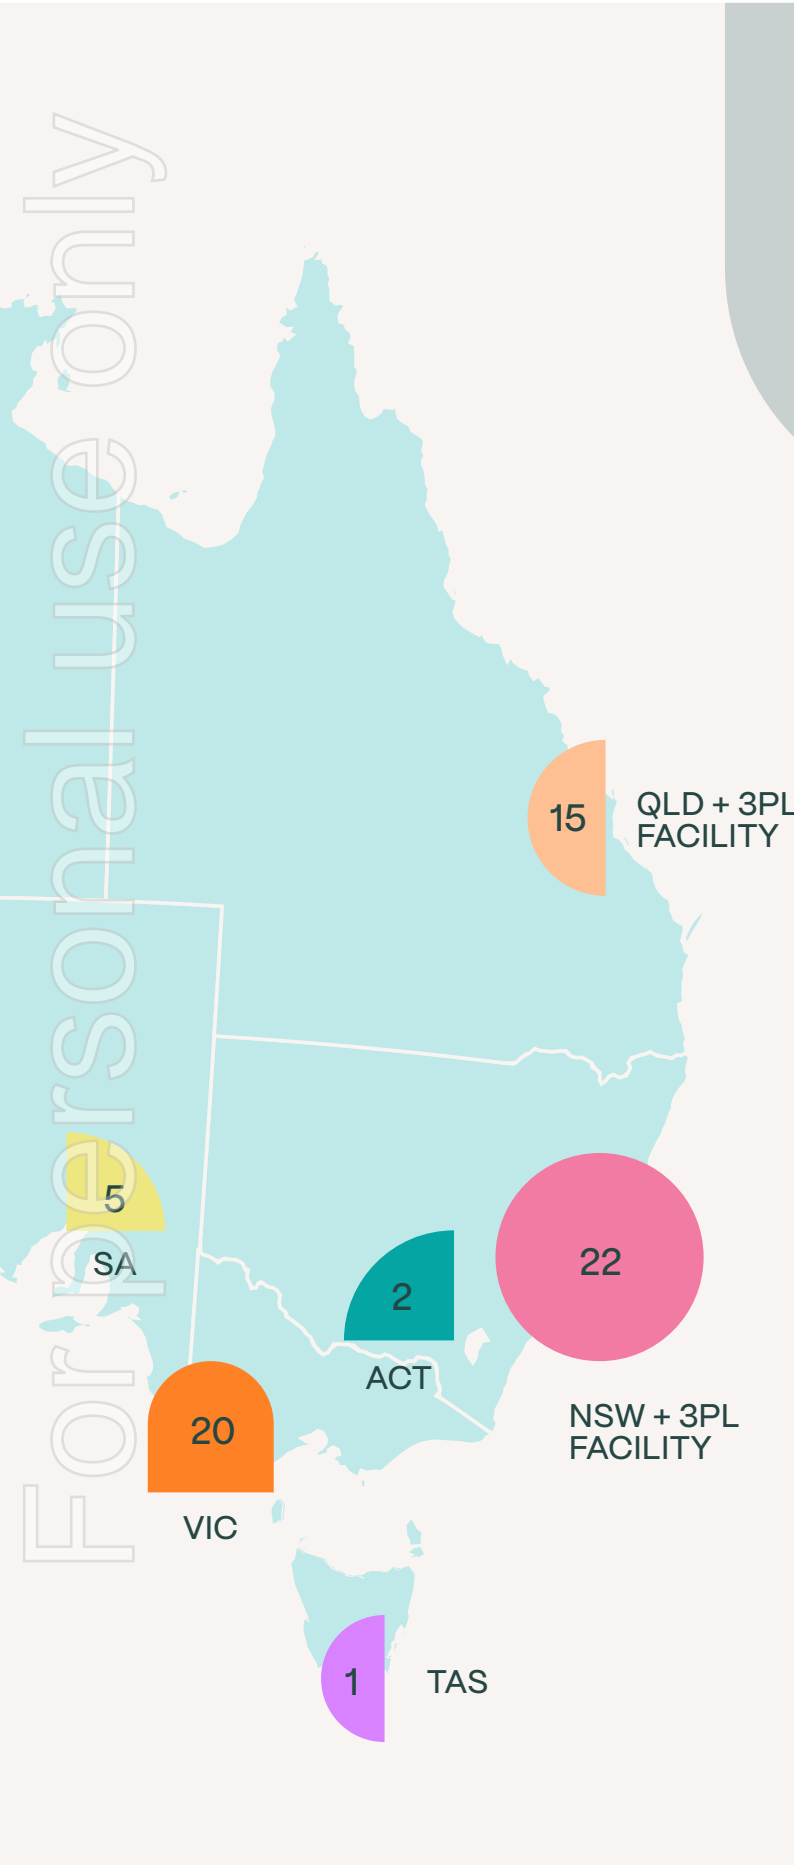 For personal use only
15
QLD + 3PL
FACILITY
5
SA
2
ACT
22
NSW + 3PL
FACILITY
20
VIC
1
TAS